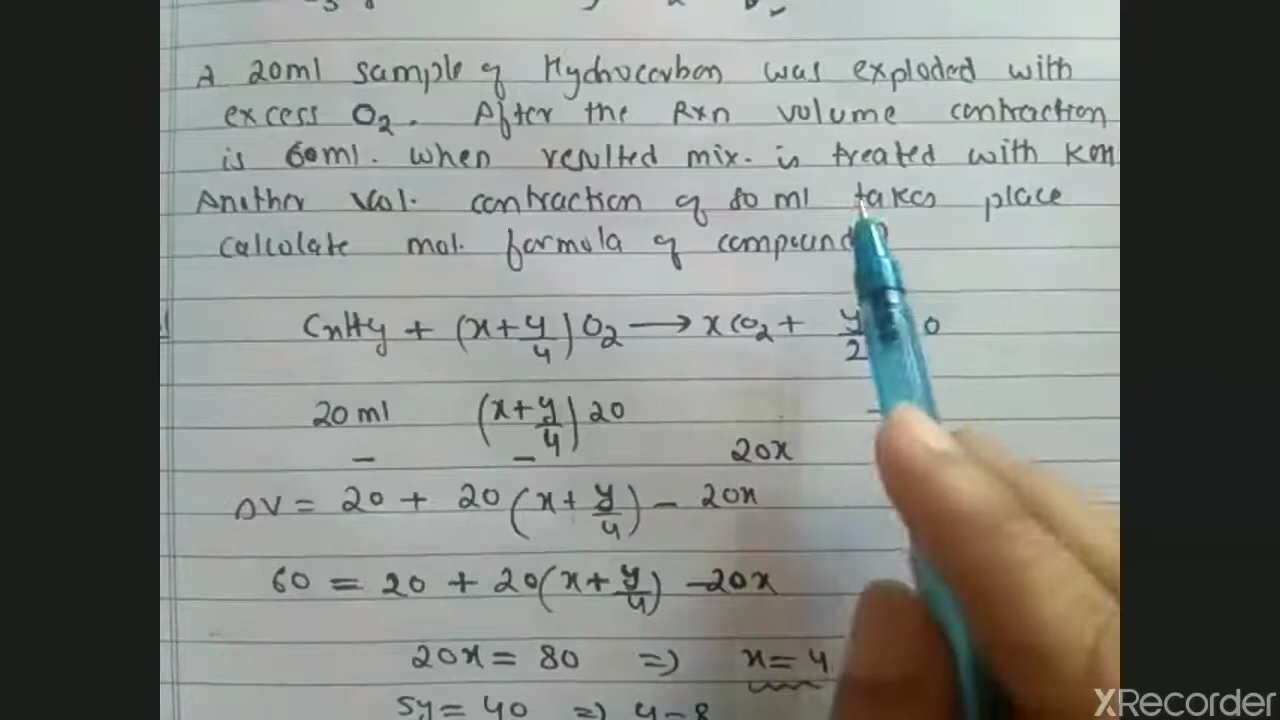 A 20ml sample of Hydrocarbon was exploded with
excess O₂. After the Rxn volume contraction
is 60ml. when resulted mix. is treated with KOH
Another vol. contraction of 80 ml takes place
calculate mol. formula of compound
CnHy + (x+y/4)O₂ → xCO₂ + y/2 O
20ml (x+y/4)20
– – 20x
ΔV = 20 + 20(x+y/4) – 20x
60 = 20 + 20(x+y/4) – 20x
20x = 80 ⇒ x=4
5y = 40 ⇒ y=8
XRecorder